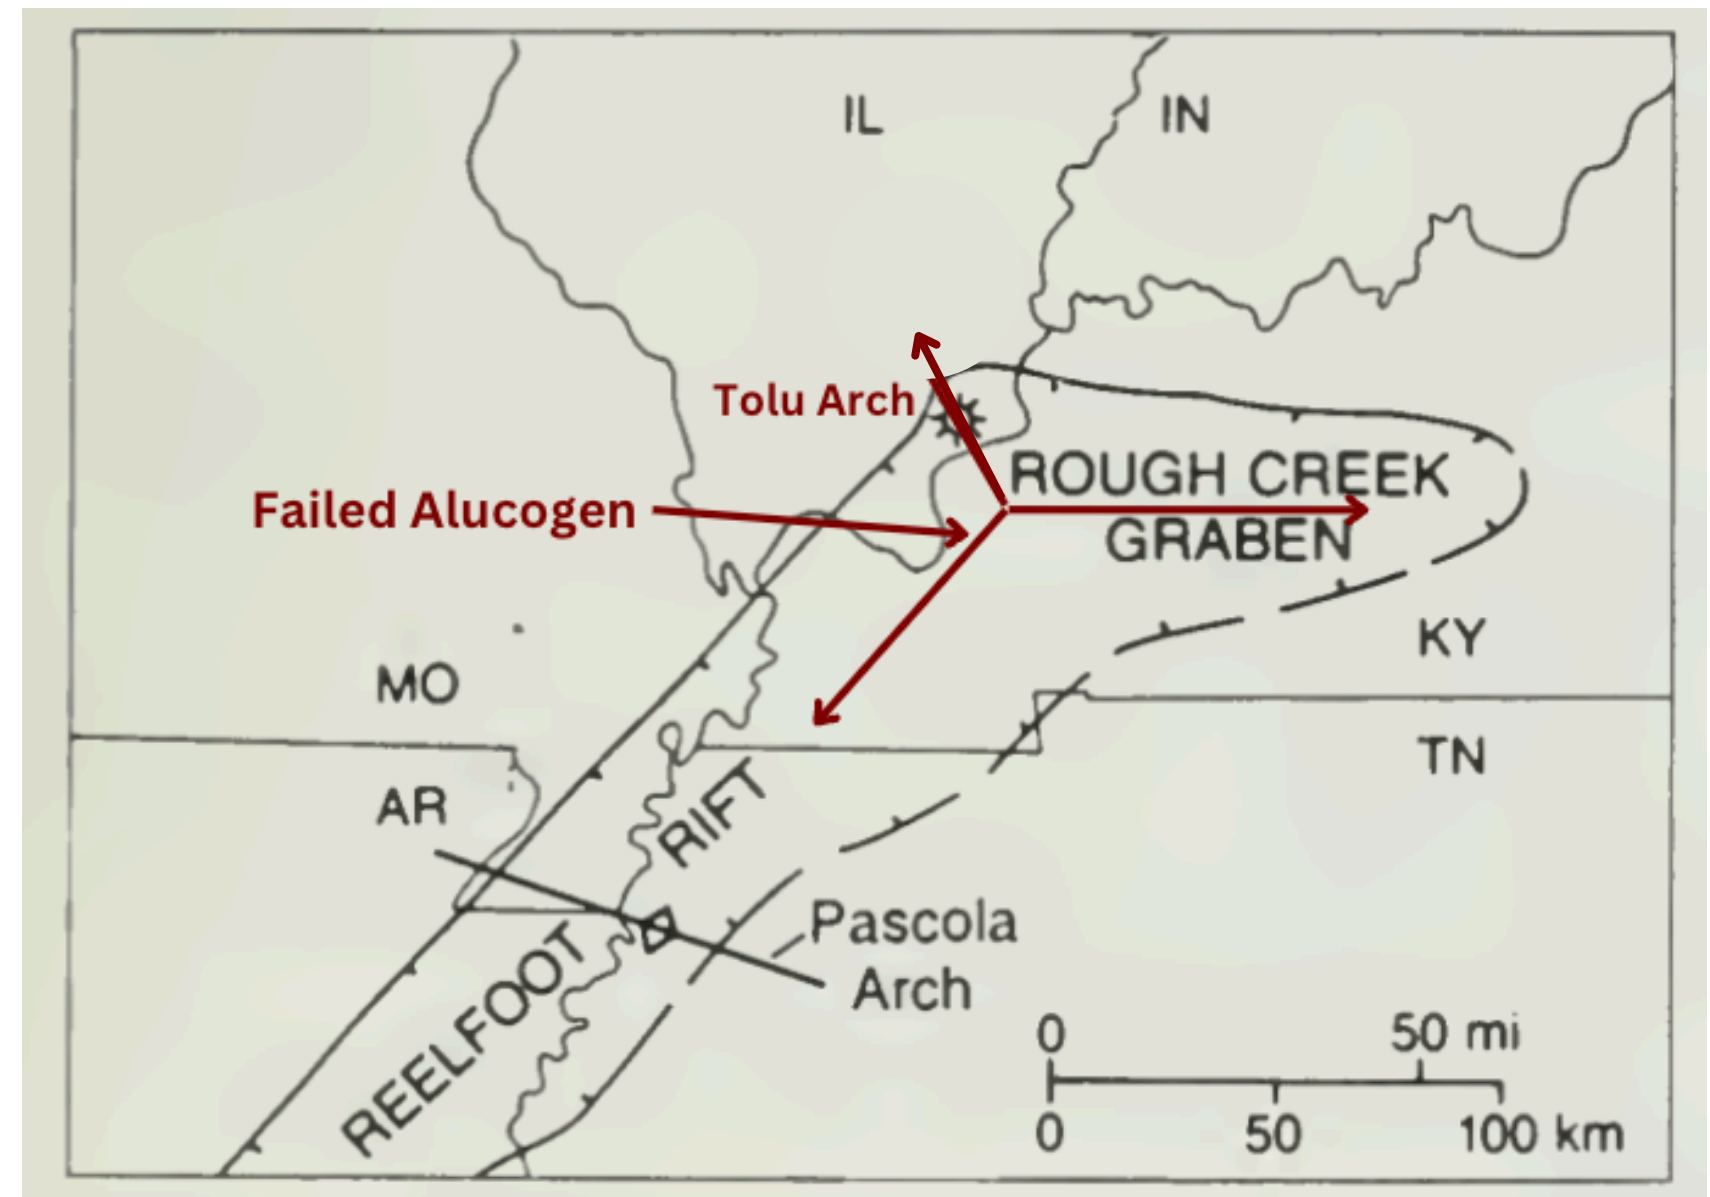 IL
IN
Tolu Arch
ROUGH CREEK
GRABEN
Failed Alucogen
KY
MO
TN
AR
RIFT
REELFOOT
Pascola
Arch
0 50 mi
0 50 100 km